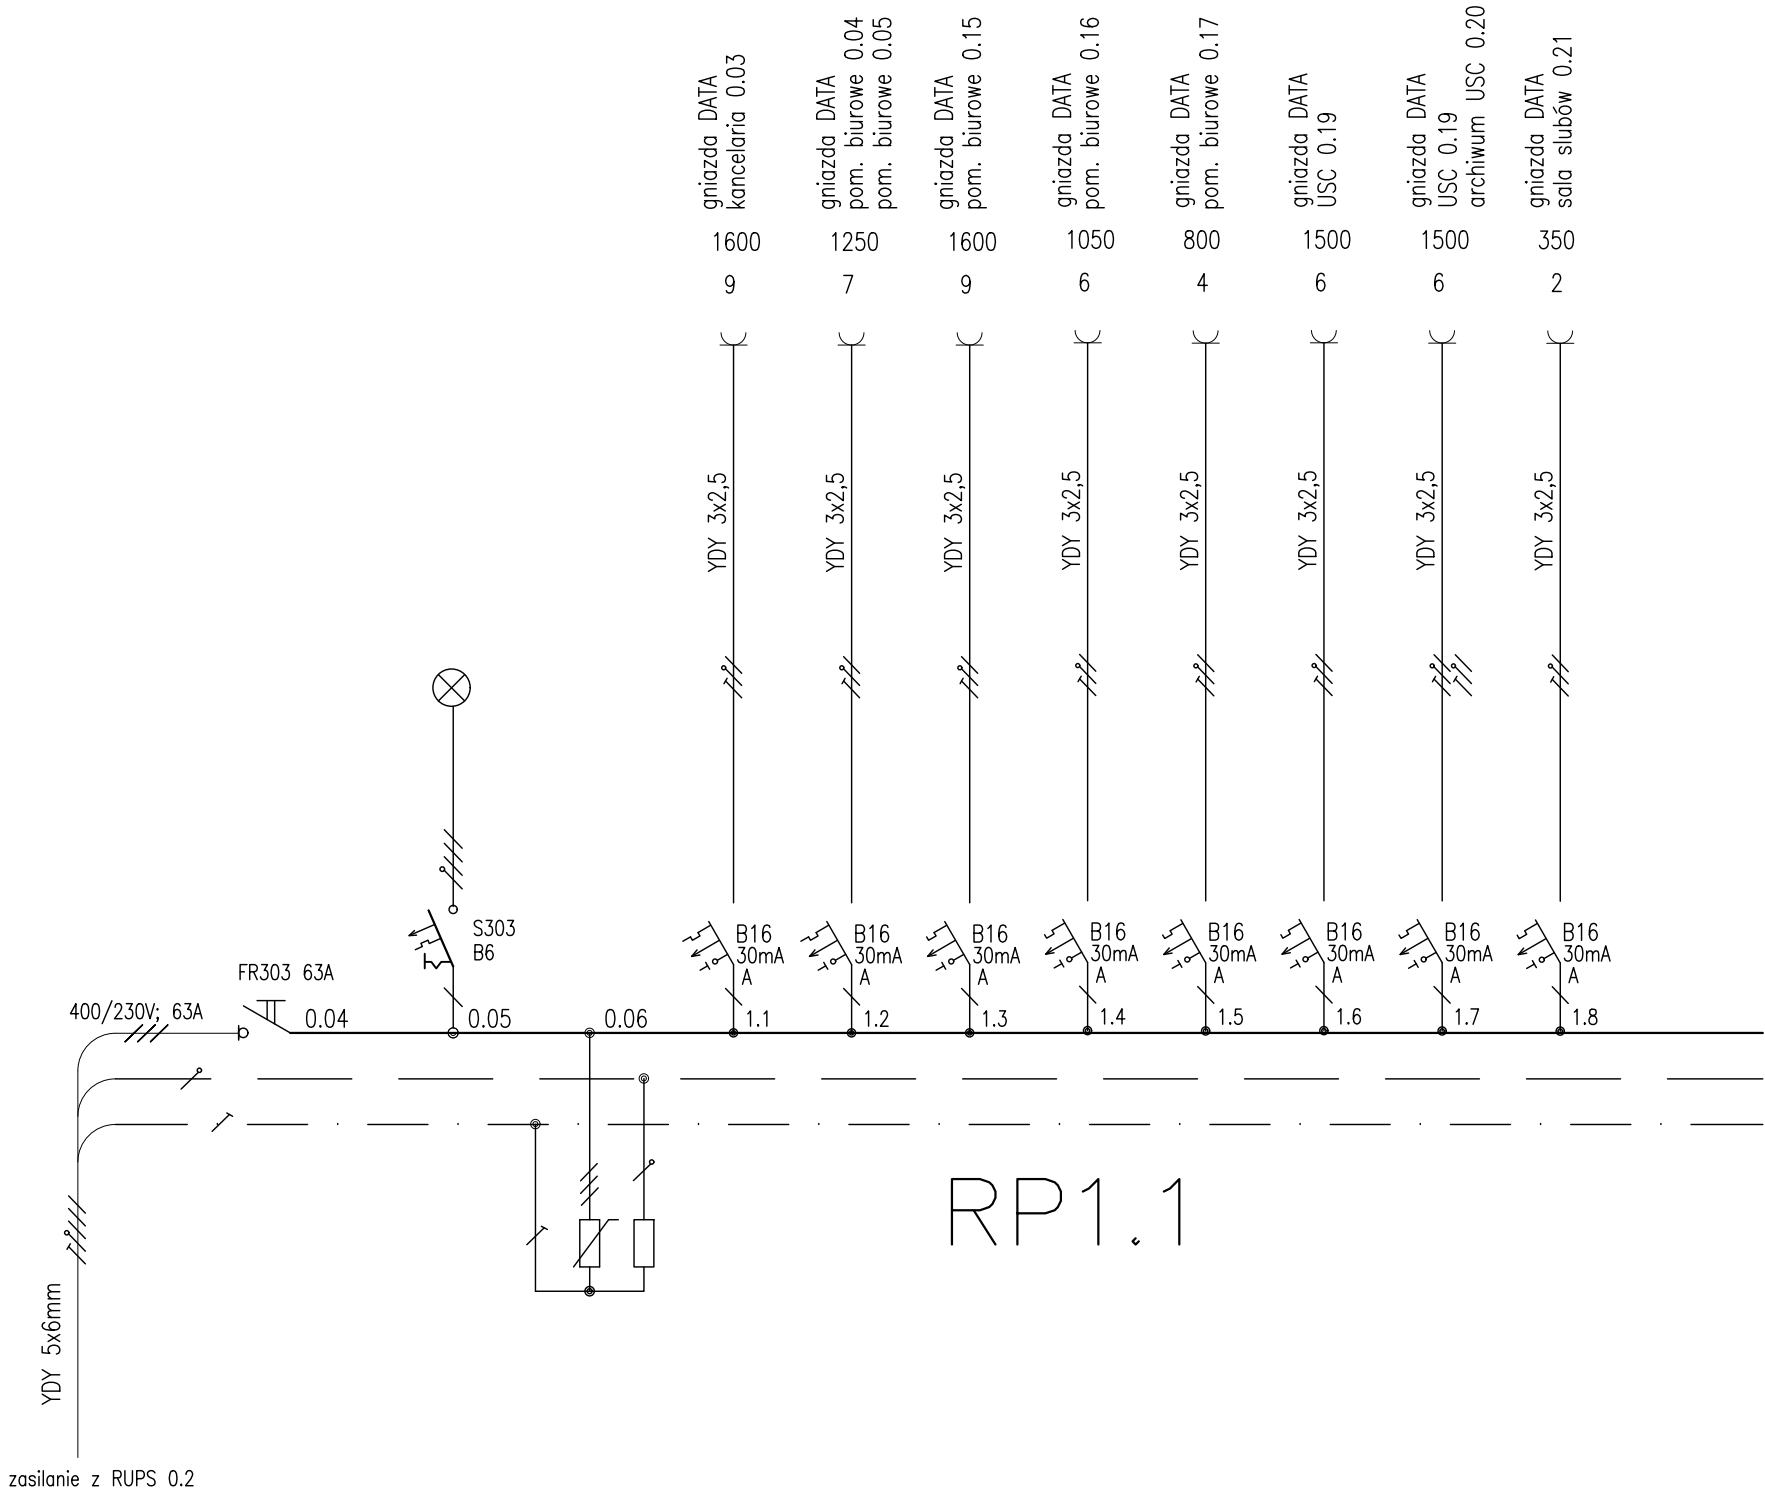 gniazda DATA
kancelaria 0.03
gniazda DATA
pom. biurowe 0.04
pom. biurowe 0.05
gniazda DATA
pom. biurowe 0.15
gniazda DATA
pom. biurowe 0.16
gniazda DATA
pom. biurowe 0.17
gniazda DATA
USC 0.19
gniazda DATA
USC 0.19
archiwum USC 0.20
gniazda DATA
sala slubów 0.21
1600
1250
1600
1050
800
1500
1500
350
9
7
9
6
4
6
6
2
YDY 3x2,5
YDY 3x2,5
YDY 3x2,5
YDY 3x2,5
YDY 3x2,5
YDY 3x2,5
YDY 3x2,5
YDY 3x2,5
S303
B6
B16
30mA
A
B16
30mA
A
B16
30mA
A
B16
30mA
A
B16
30mA
A
B16
30mA
A
B16
30mA
A
B16
30mA
A
FR303 63A
400/230V; 63A
0.04
0.05
0.06
1.1
1.2
1.3
1.4
1.5
1.6
1.7
1.8
RP1.1
YDY 5x6mm
zasilanie z RUPS 0.2